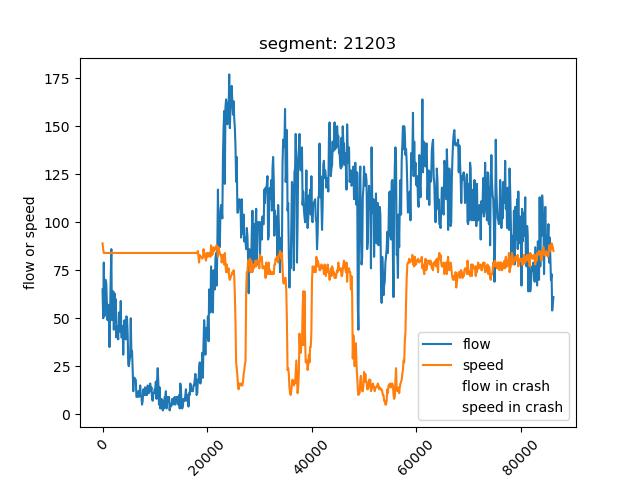 segment: 21203
flow or speed
175
150
125
100
75
50
25
0
0
20000
40000
60000
80000
flow
speed
flow in crash
speed in crash